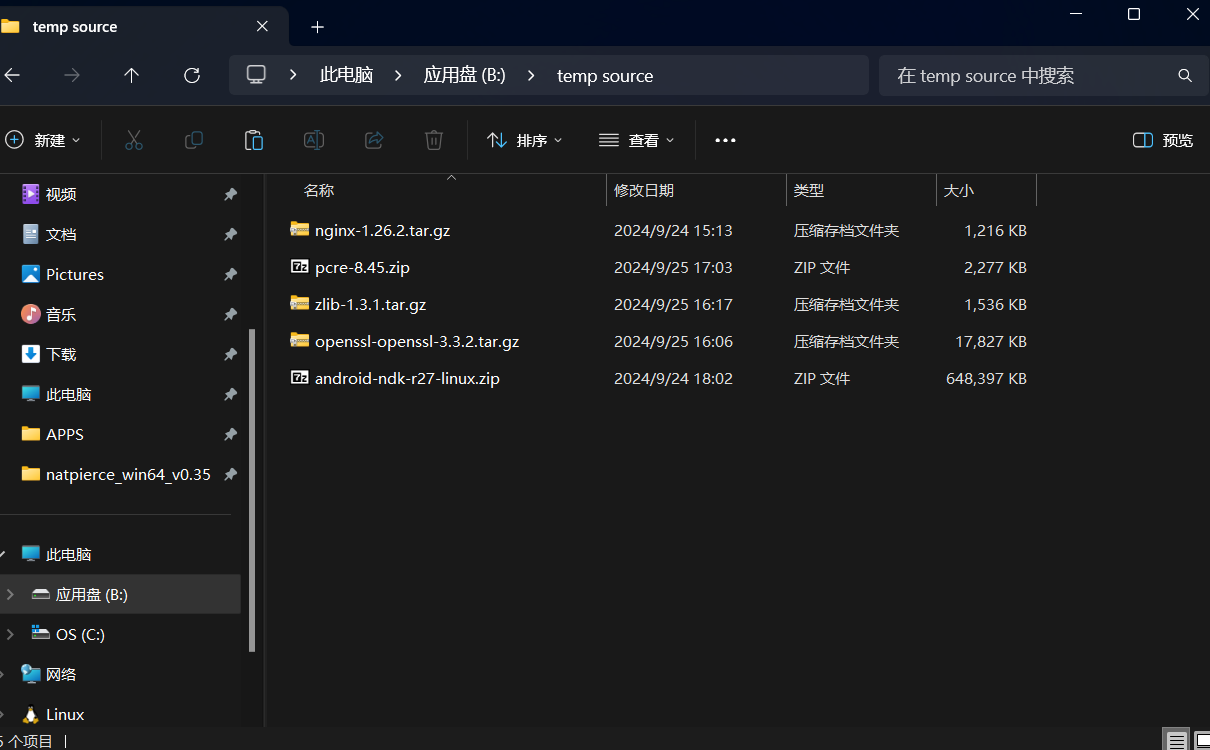 temp source
此电脑 应用盘 (B:) temp source 在 temp source 中搜索
新建 排序 查看 预览
视频
文档
Pictures
音乐
下载
此电脑
APPS
natpierce_win64_v0.35
此电脑
应用盘 (B:)
OS (C:)
网络
Linux
名称 修改日期 类型 大小
nginx-1.26.2.tar.gz 2024/9/24 15:13 压缩存档文件夹 1,216 KB
pcre-8.45.zip 2024/9/25 17:03 ZIP 文件 2,277 KB
zlib-1.3.1.tar.gz 2024/9/25 16:17 压缩存档文件夹 1,536 KB
openssl-openssl-3.3.2.tar.gz 2024/9/25 16:06 压缩存档文件夹 17,827 KB
android-ndk-r27-linux.zip 2024/9/24 18:02 ZIP 文件 648,397 KB
5 个项目